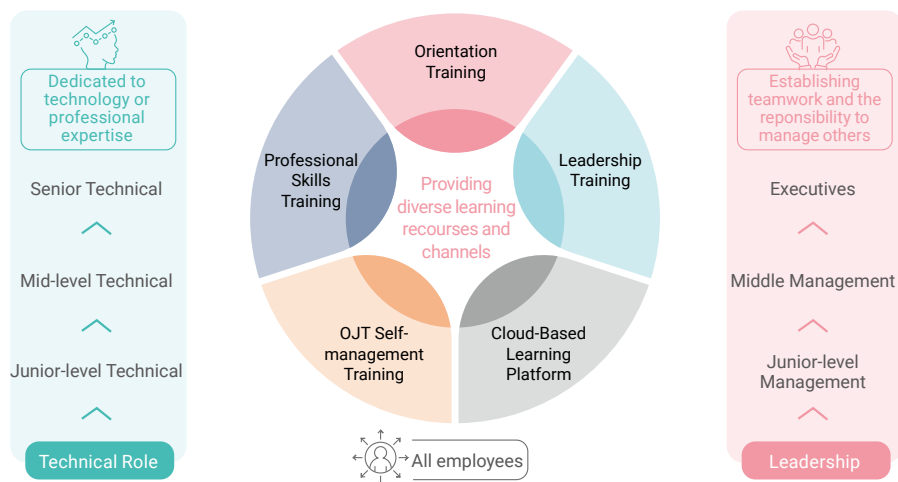 Dedicated to
technology or
professional
expertise
Senior Technical
Mid-level Technical
Junior-level Technical
Technical Role
Orientation
Training
Professional
Skills
Training
Leadership
Training
Providing
diverse learning
recourses and
channels
OJT Self-
management
Training
Cloud-Based
Learning
Platform
All employees
Establishing
teamwork and the
reponsibility to
manage others
Executives
Middle Management
Junior-level
Management
Leadership